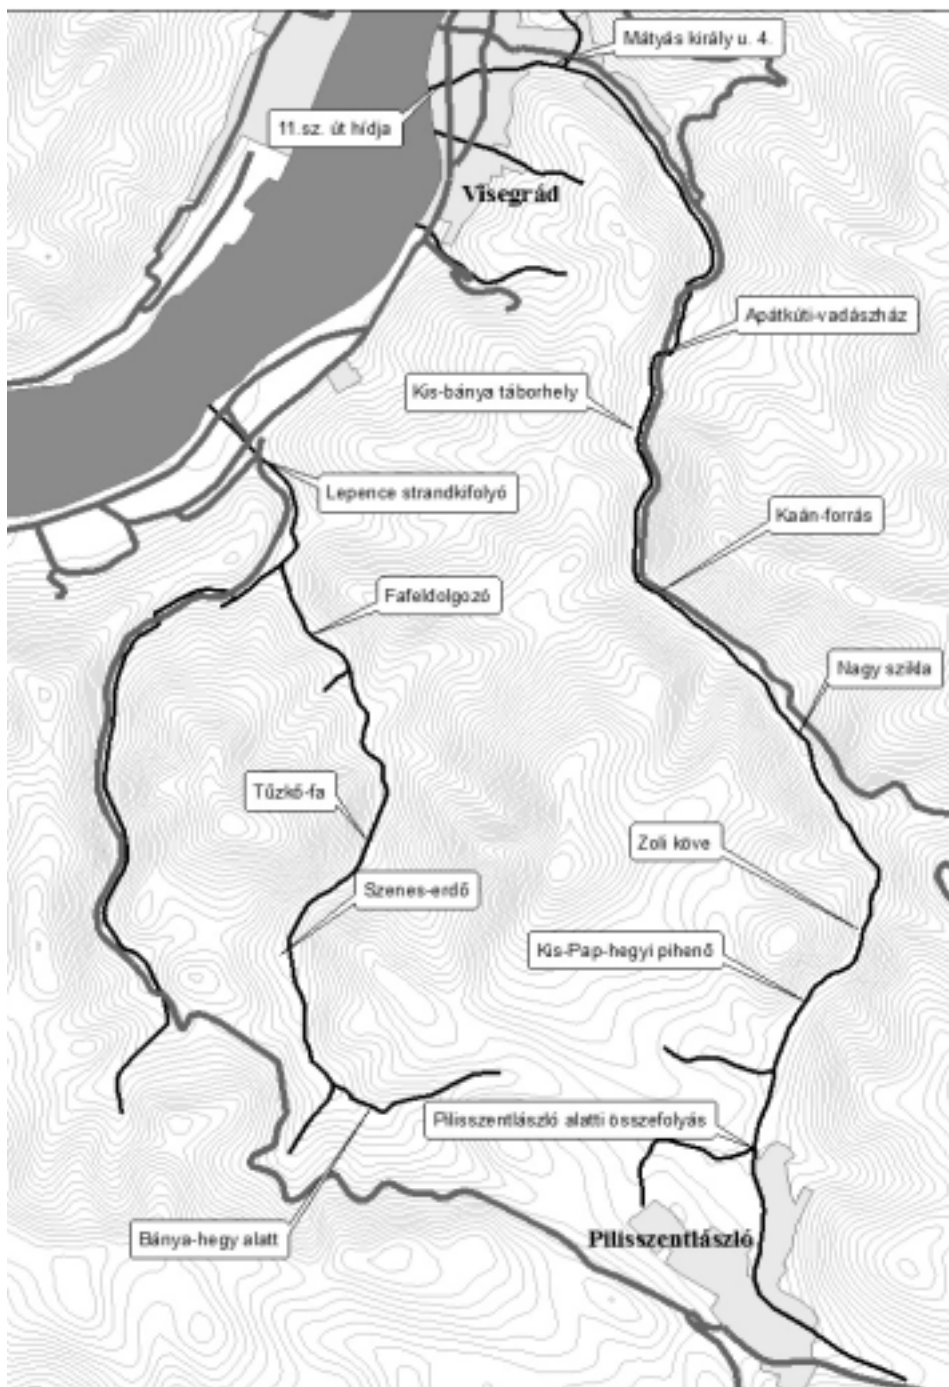 Mátyás király u. 4.
11.sz. út hídja
Visegrád
Apátkúti-vadászház
Kis-bánya táborhely
Lepence strandkifolyó
Kaán-forrás
Fafeldolgozó
Nagy szikla
Tűzkő-fa
Zoli köve
Szenes-erdő
Kis-Pap-hegyi pihenő
Pilisszentlászló alatti összefolyás
Bánya-hegy alatt
Pilisszentlászló